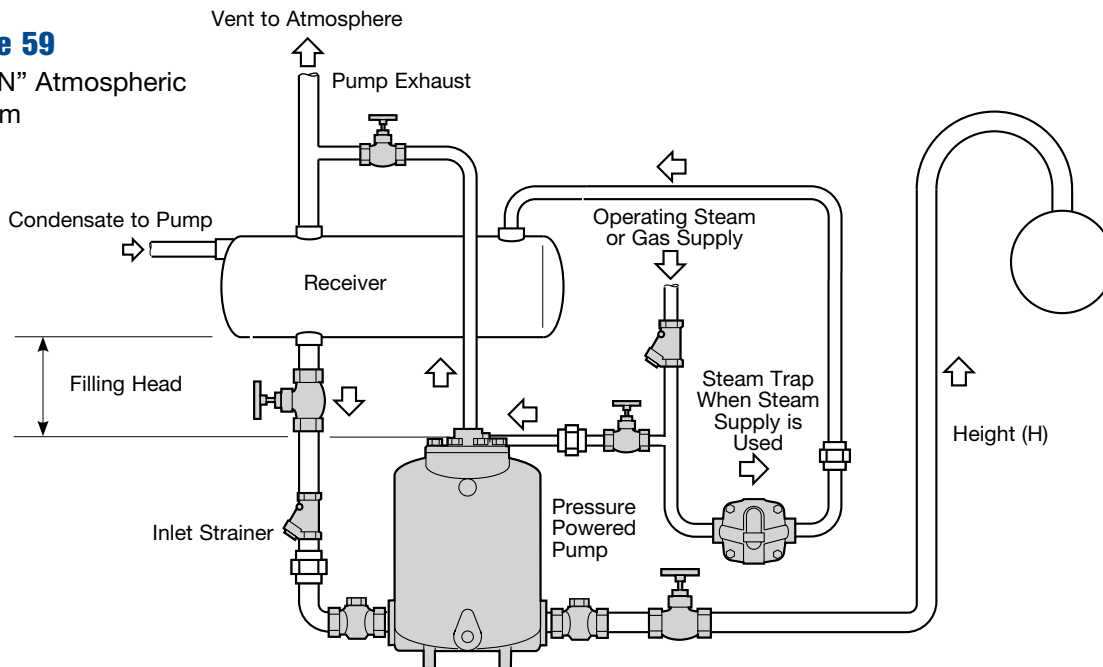 Vent to Atmosphere
e 59
N” Atmospheric
m
Pump Exhaust
Condensate to Pump
Operating Steam
or Gas Supply
Receiver
Filling Head
Steam Trap
When Steam
Supply is
Used
Height (H)
Inlet Strainer
Pressure
Powered
Pump